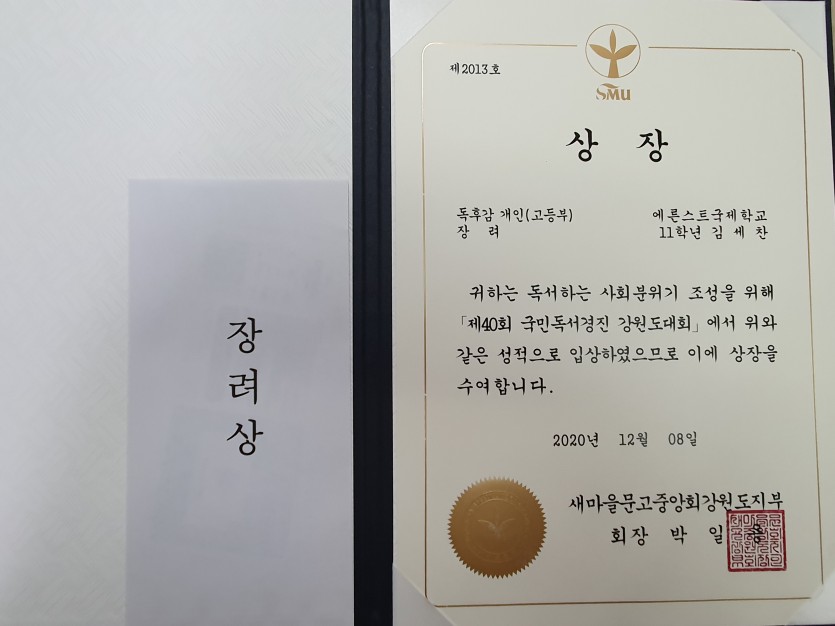 장
려
상
제2013호
SMU
상 장
독후감 개인(고등부) 에론스트국제학교
장 려 11학년 김 세 찬
귀하는 독서하는 사회분위기 조성을 위해
「제40회 국민독서경진 강원도대회」에서 위와
같은 성적으로 입상하였으므로 이에 상장을
수여합니다.
2020년 12월 08일
새마을문고중앙회강원도지부
회장 박 일